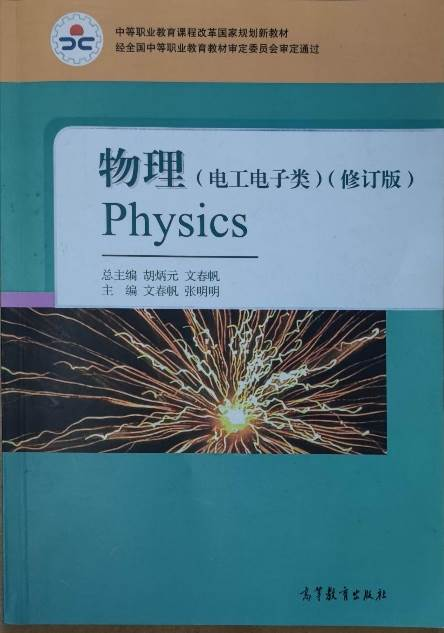 中等职业教育课程改革国家规划新教材
经全国中等职业教育教材审定委员会审定通过
物理（电工电子类）（修订版）
Physics
总主编 胡炳元 文春帆
主 编 文春帆 张明明
高等教育出版社